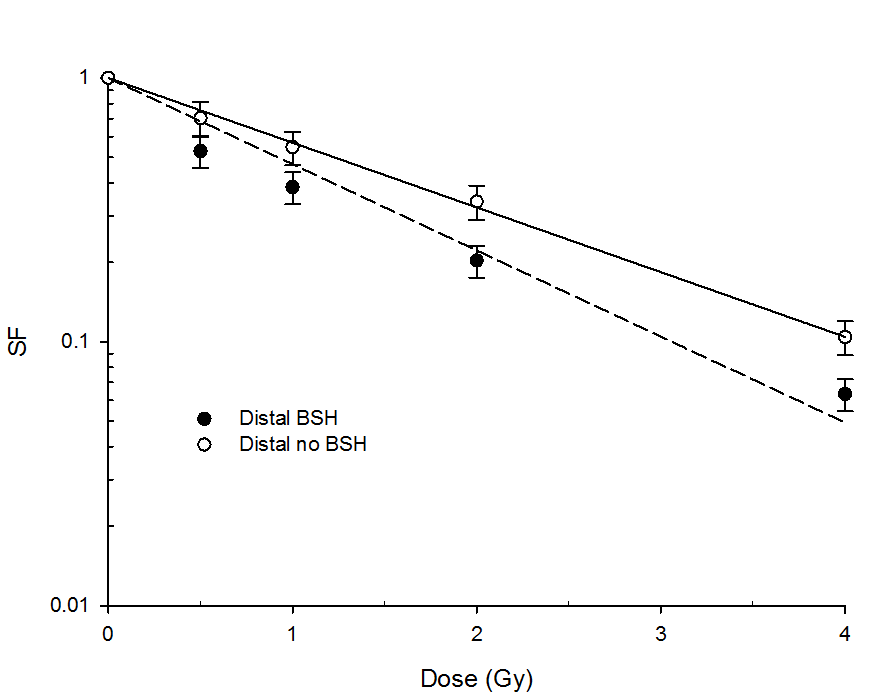 1
0.1
0.01
SF
Distal BSH
Distal no BSH
0 1 2 3 4
Dose (Gy)